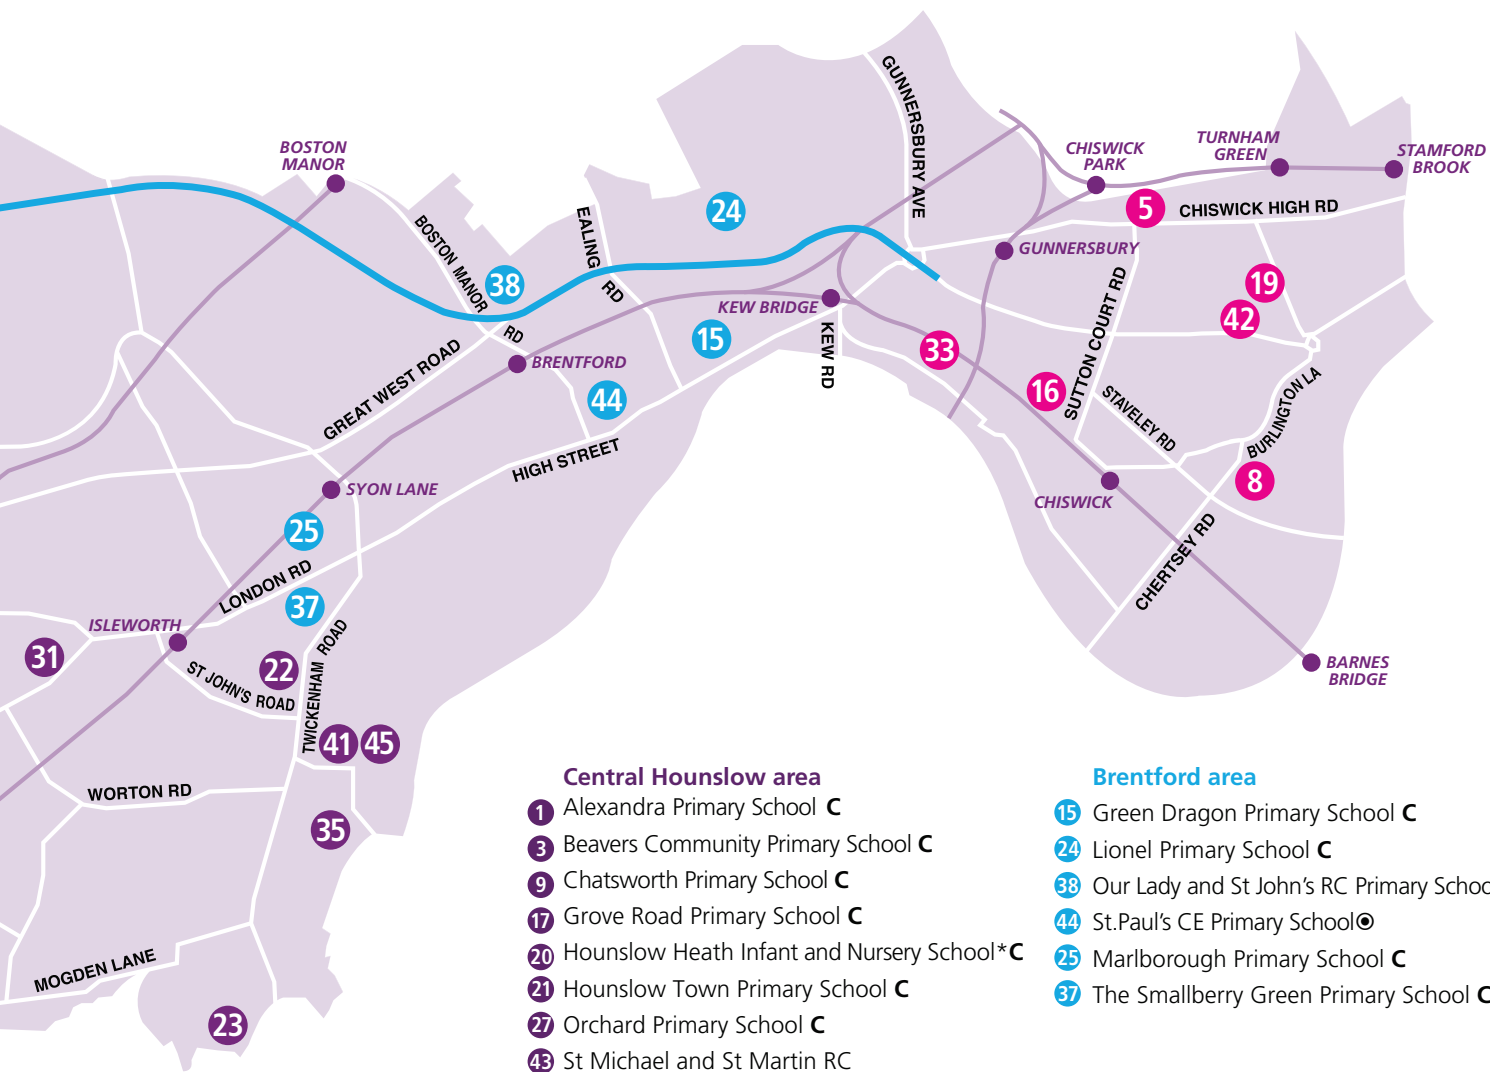 GUNNERSBURY AVE
BOSTON
MANOR
CHISWICK
PARK
TURNHAM
GREEN
STAMFORD
BROOK
24
5
CHISWICK HIGH RD
BOSTON MANOR
RD
EALING
RD
GUNNERSBURY
38
19
KEW BRIDGE
42
15
KEW RD
33
SUTTON COURT RD
BRENTFORD
GREAT WEST ROAD
44
16
STAVELEY RD
BURLINGTON LA
HIGH STREET
8
SYON LANE
CHISWICK
25
LONDON RD
CHERTSEY RD
37
ISLEWORTH
31
22
ST JOHN'S ROAD
TWICKENHAM ROAD
BARNES
BRIDGE
41
45
WORTON RD
35
MOGDEN LANE
23
Central Hounslow area
1 Alexandra Primary School C
3 Beavers Community Primary School C
9 Chatsworth Primary School C
17 Grove Road Primary School C
20 Hounslow Heath Infant and Nursery School*C
21 Hounslow Town Primary School C
27 Orchard Primary School C
43 St Michael and St Martin RC
Brentford area
15 Green Dragon Primary School C
24 Lionel Primary School C
38 Our Lady and St John's RC Primary Schoo
44 St.Paul's CE Primary School◉
25 Marlborough Primary School C
37 The Smallberry Green Primary School C